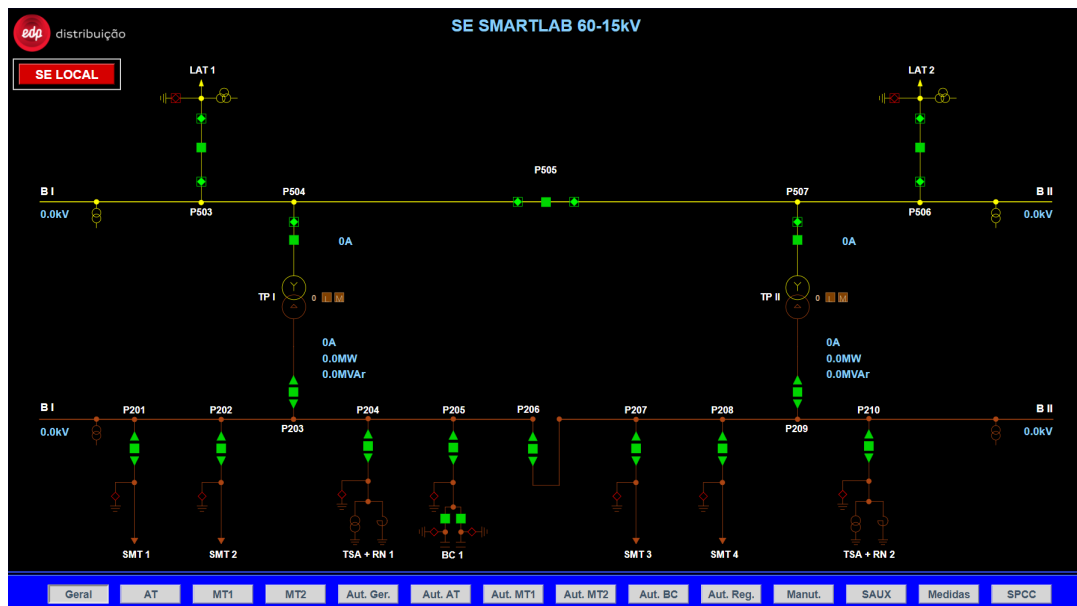 SE SMARTLAB 60-15kV
edp distribuição
SE LOCAL
LAT 1
LAT 2
P505
B I
P504
P507
B II
0.0kV
P503
P506
0.0kV
0A
0A
TP I
0
L M
TP II
0
L M
0A
0.0MW
0.0MVAr
0A
0.0MW
0.0MVAr
B I
P201
P202
P204
P205
P206
P207
P208
P210
B II
0.0kV
P203
P209
0.0kV
SMT 1
SMT 2
TSA + RN 1
BC 1
SMT 3
SMT 4
TSA + RN 2
Geral
AT
MT1
MT2
Aut. Ger.
Aut. AT
Aut. MT1
Aut. MT2
Aut. BC
Aut. Reg.
Manut.
SAUX
Medidas
SPCC